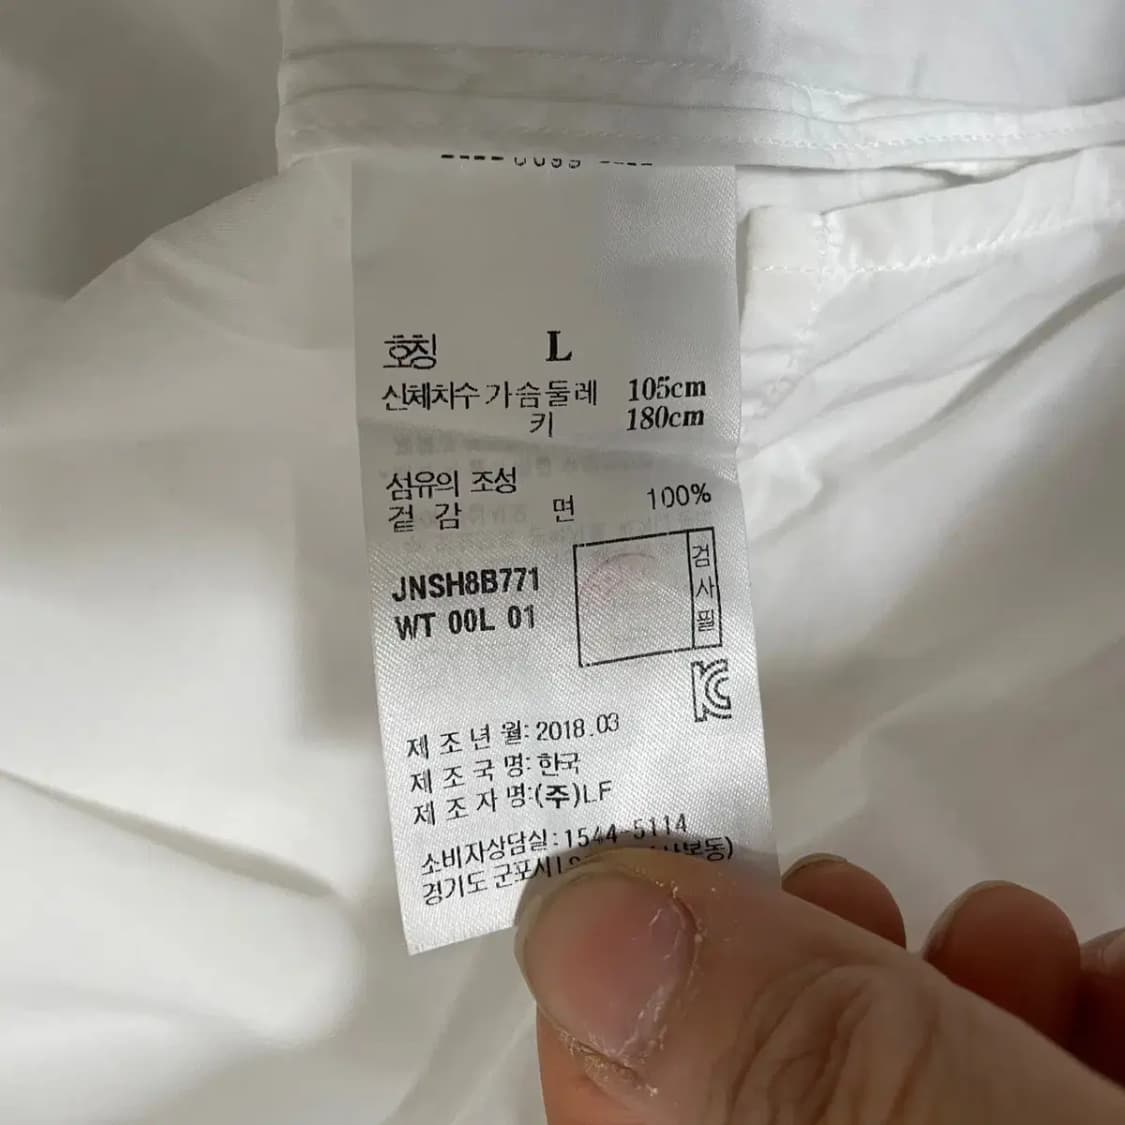 호칭 L
신체치수 가슴둘레 105cm
키 180cm
섬유의 조성
겉 감 면 100%
JNSH8B771
WT 00L 01
검사필
제조년월: 2018.03
제조국명: 한국
제조자명:(주)LF
소비자상담실: 1544-5114
경기도 군포시